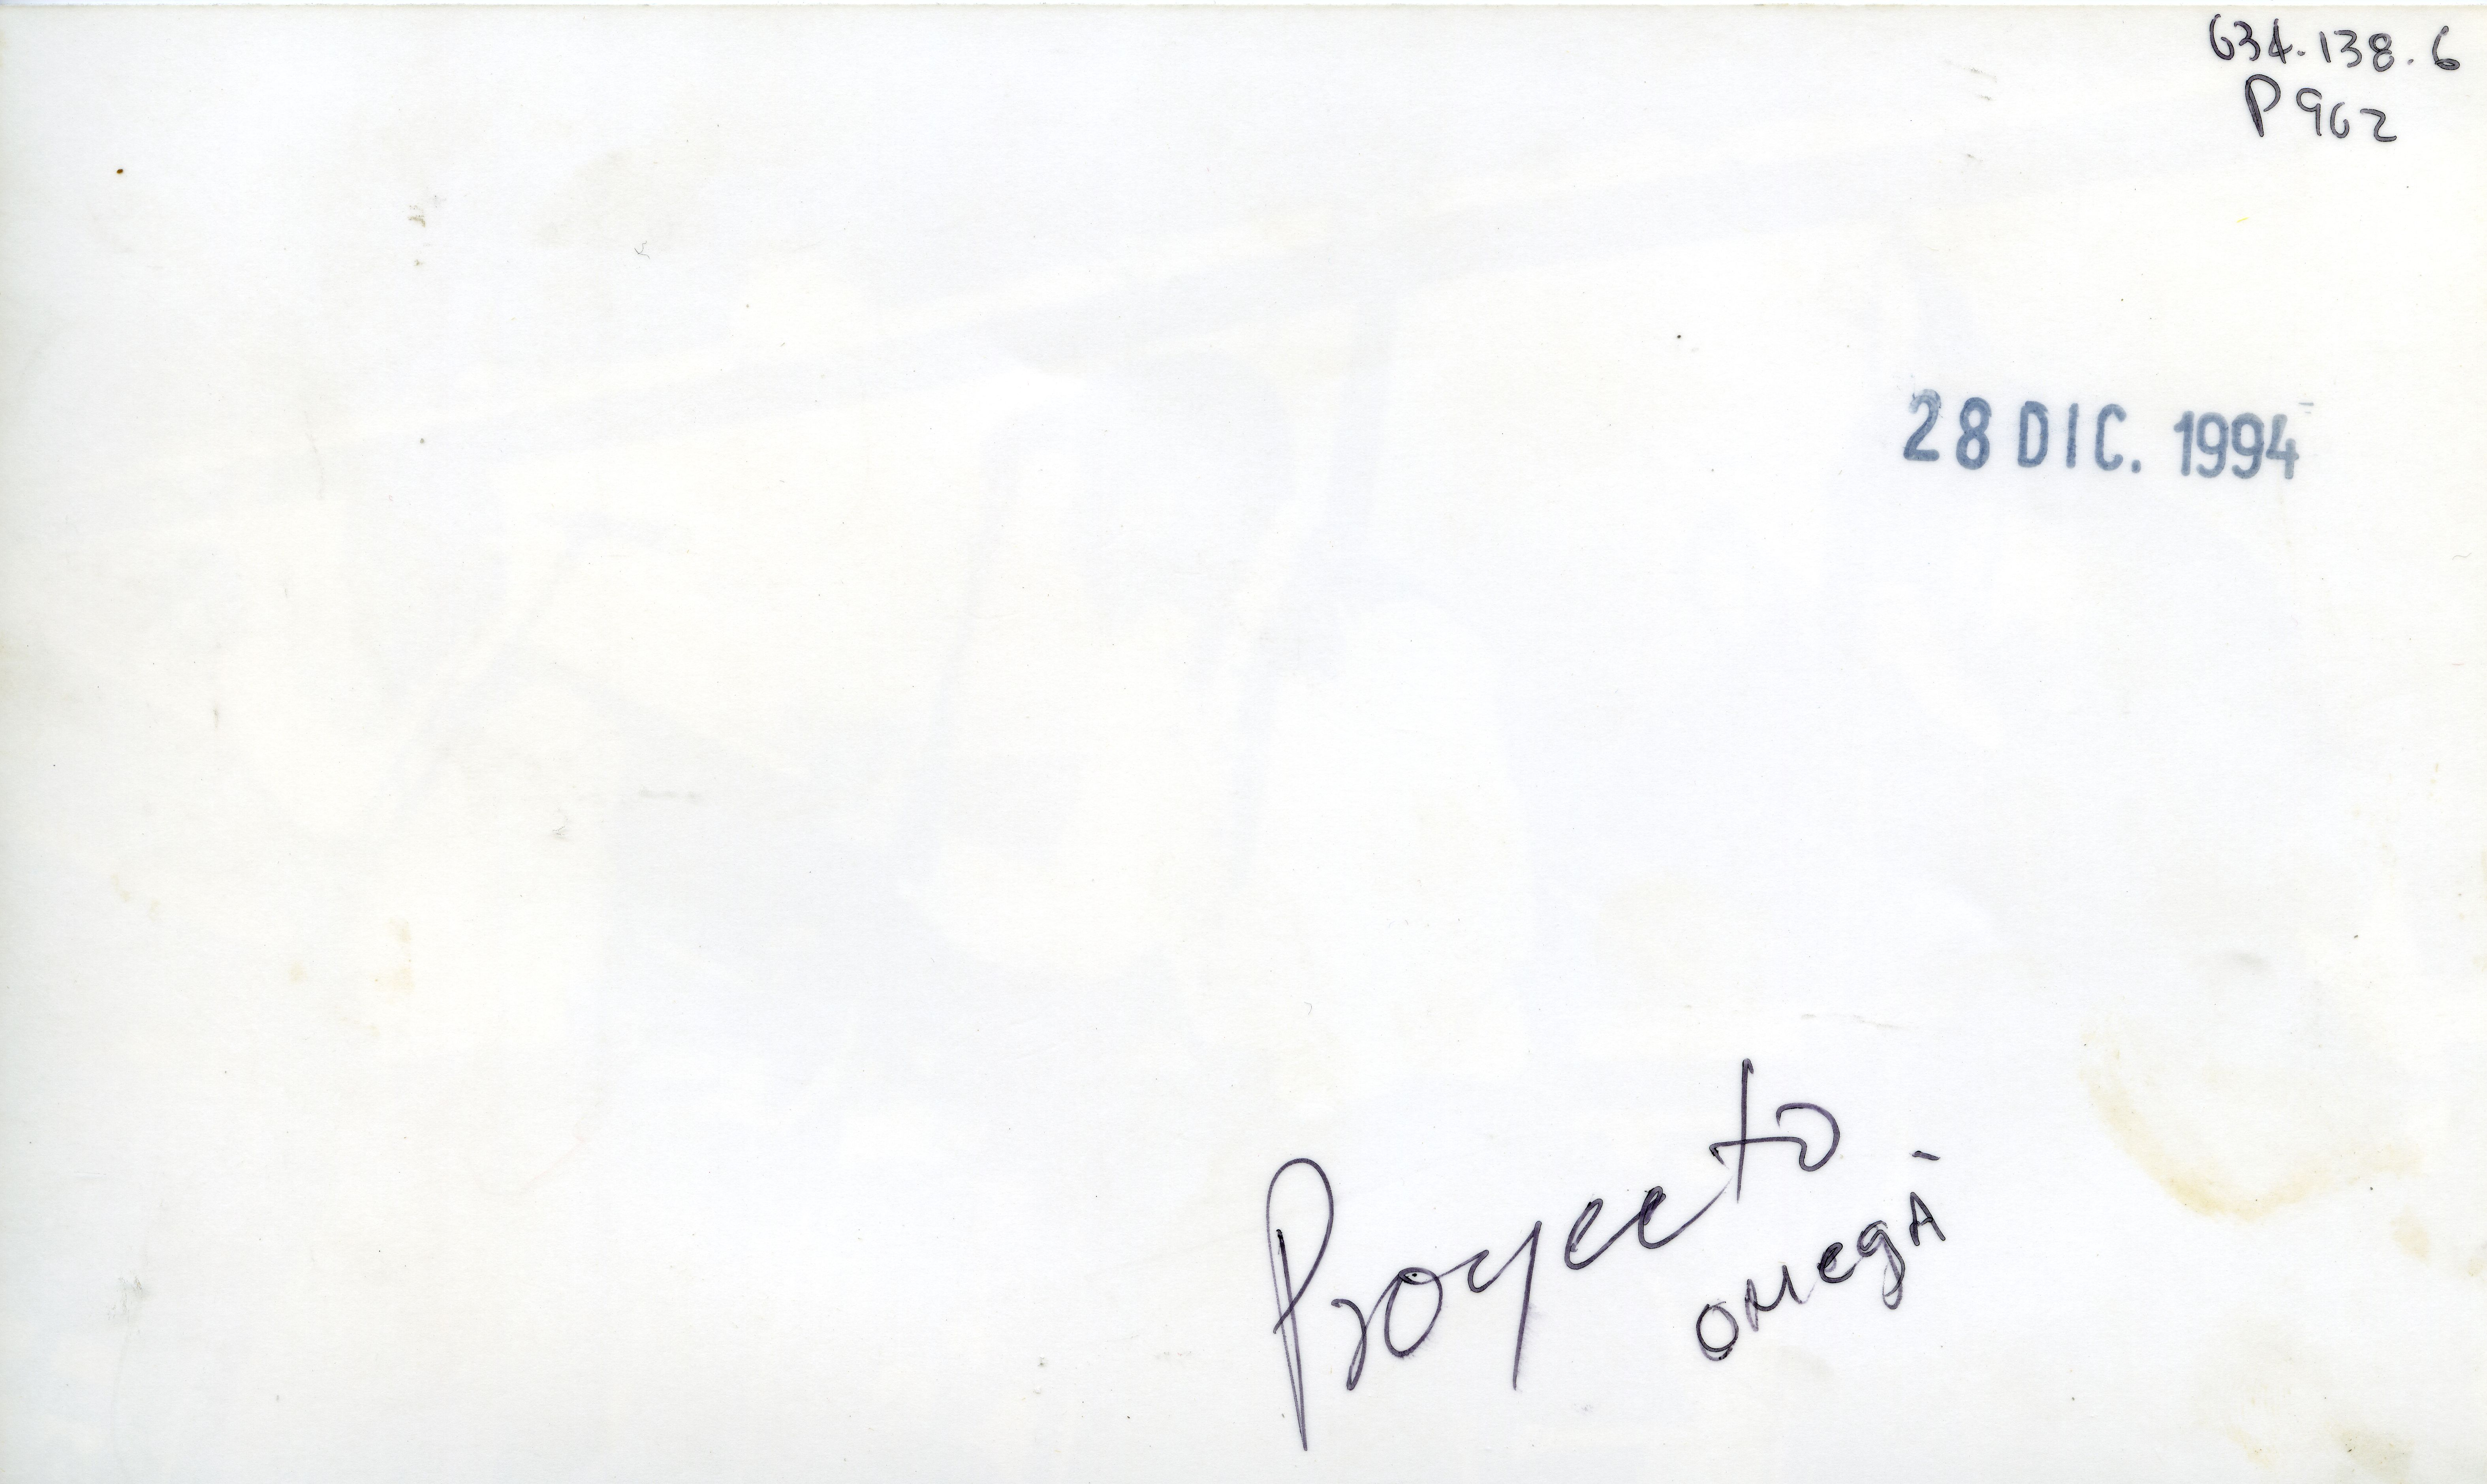 634.138.6
P962
28 DIC. 1994
Proyecto
omegA